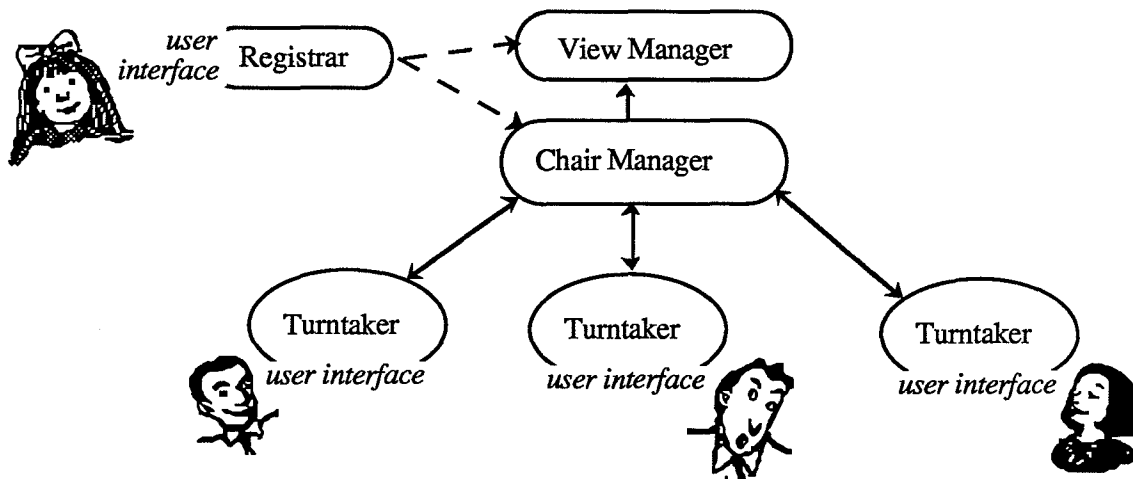 user
interface
Registrar
View Manager
Chair Manager
Turntaker
user interface
Turntaker
user interface
Turntaker
user interface